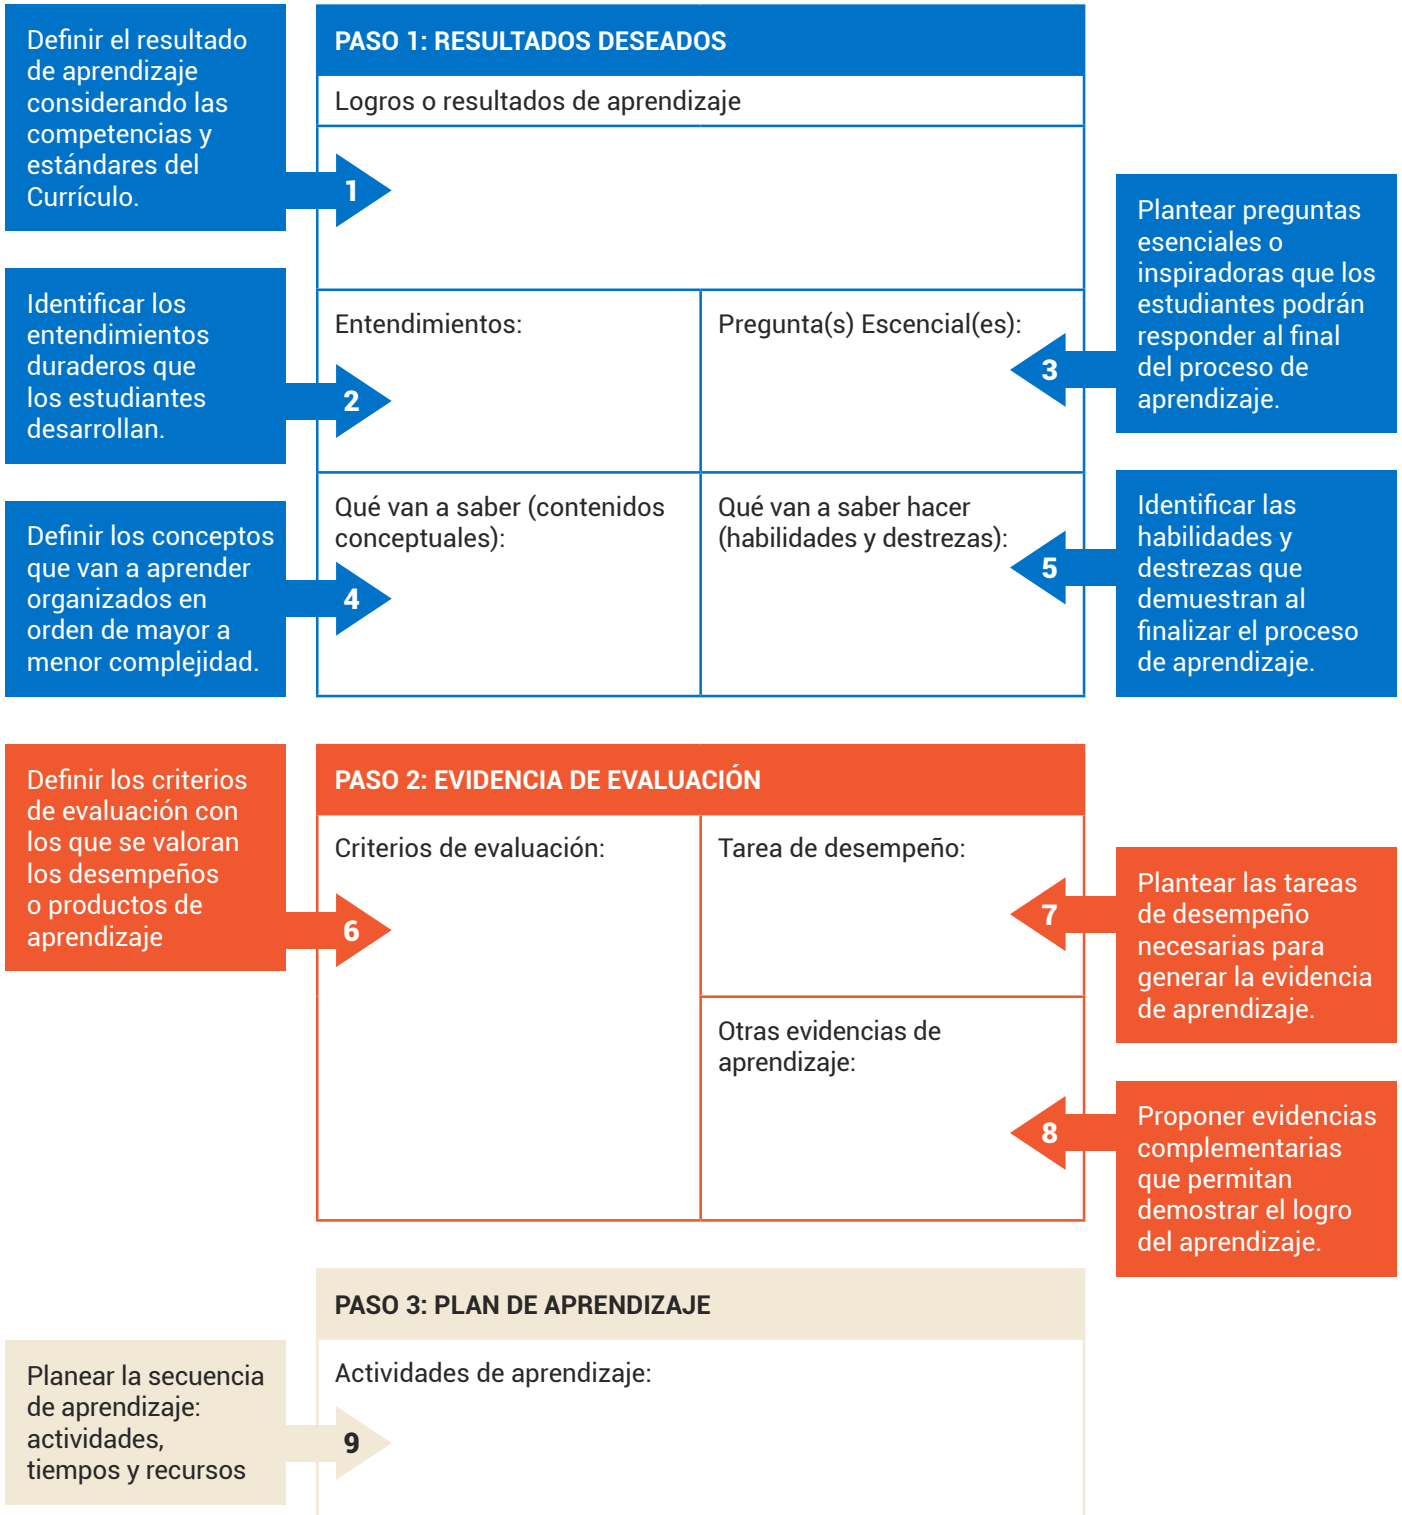 Definir el resultado
de aprendizaje
considerando las
competencias y
estándares del
Currículo.
PASO 1: RESULTADOS DESEADOS
Logros o resultados de aprendizaje
1
Identificar los
entendimientos
duraderos que
los estudiantes
desarrollan.
Entendimientos:
2
Pregunta(s) Escencial(es):
3
Plantear preguntas
esenciales o
inspiradoras que los
estudiantes podrán
responder al final
del proceso de
aprendizaje.
Definir los conceptos
que van a aprender
organizados en
orden de mayor a
menor complejidad.
Qué van a saber (contenidos
conceptuales):
4
Qué van a saber hacer
(habilidades y destrezas):
5
Identificar las
habilidades y
destrezas que
demuestran al
finalizar el proceso
de aprendizaje.
Definir los criterios
de evaluación con
los que se valoran
los desempeños
o productos de
aprendizaje
PASO 2: EVIDENCIA DE EVALUACIÓN
Criterios de evaluación:
6
Tarea de desempeño:
7
Plantear las tareas
de desempeño
necesarias para
generar la evidencia
de aprendizaje.
Otras evidencias de
aprendizaje:
8
Proponer evidencias
complementarias
que permitan
demostrar el logro
del aprendizaje.
PASO 3: PLAN DE APRENDIZAJE
Planear la secuencia
de aprendizaje:
actividades,
tiempos y recursos
Actividades de aprendizaje:
9